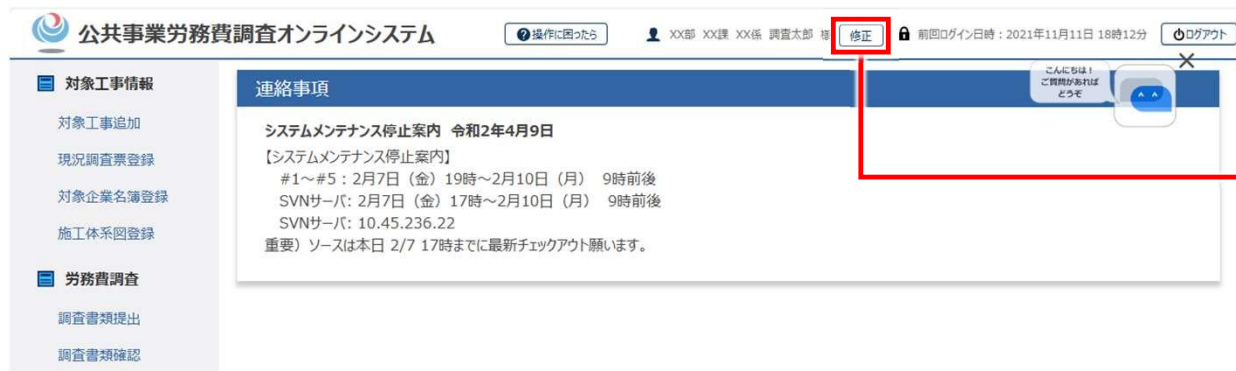 公共事業労務費調査オンラインシステム
?操作に困ったら
XX部 XX課 XX係 調査太郎 様
修正
前回ログイン日時：2021年11月11日 18時12分
ログアウト
対象工事情報
対象工事追加
現況調査票登録
対象企業名簿登録
施工体系図登録
労務費調査
調査書類提出
調査書類確認
連絡事項
こんにちは！
ご質問があれば
どうぞ
システムメンテナンス停止案内 令和2年4月9日
【システムメンテナンス停止案内】
#1～#5：2月7日（金）19時～2月10日（月） 9時前後
SVNサーバ: 2月7日（金）17時～2月10日（月） 9時前後
SVNサーバ: 10.45.236.22
重要）ソースは本日 2/7 17時までに最新チェックアウト願います。